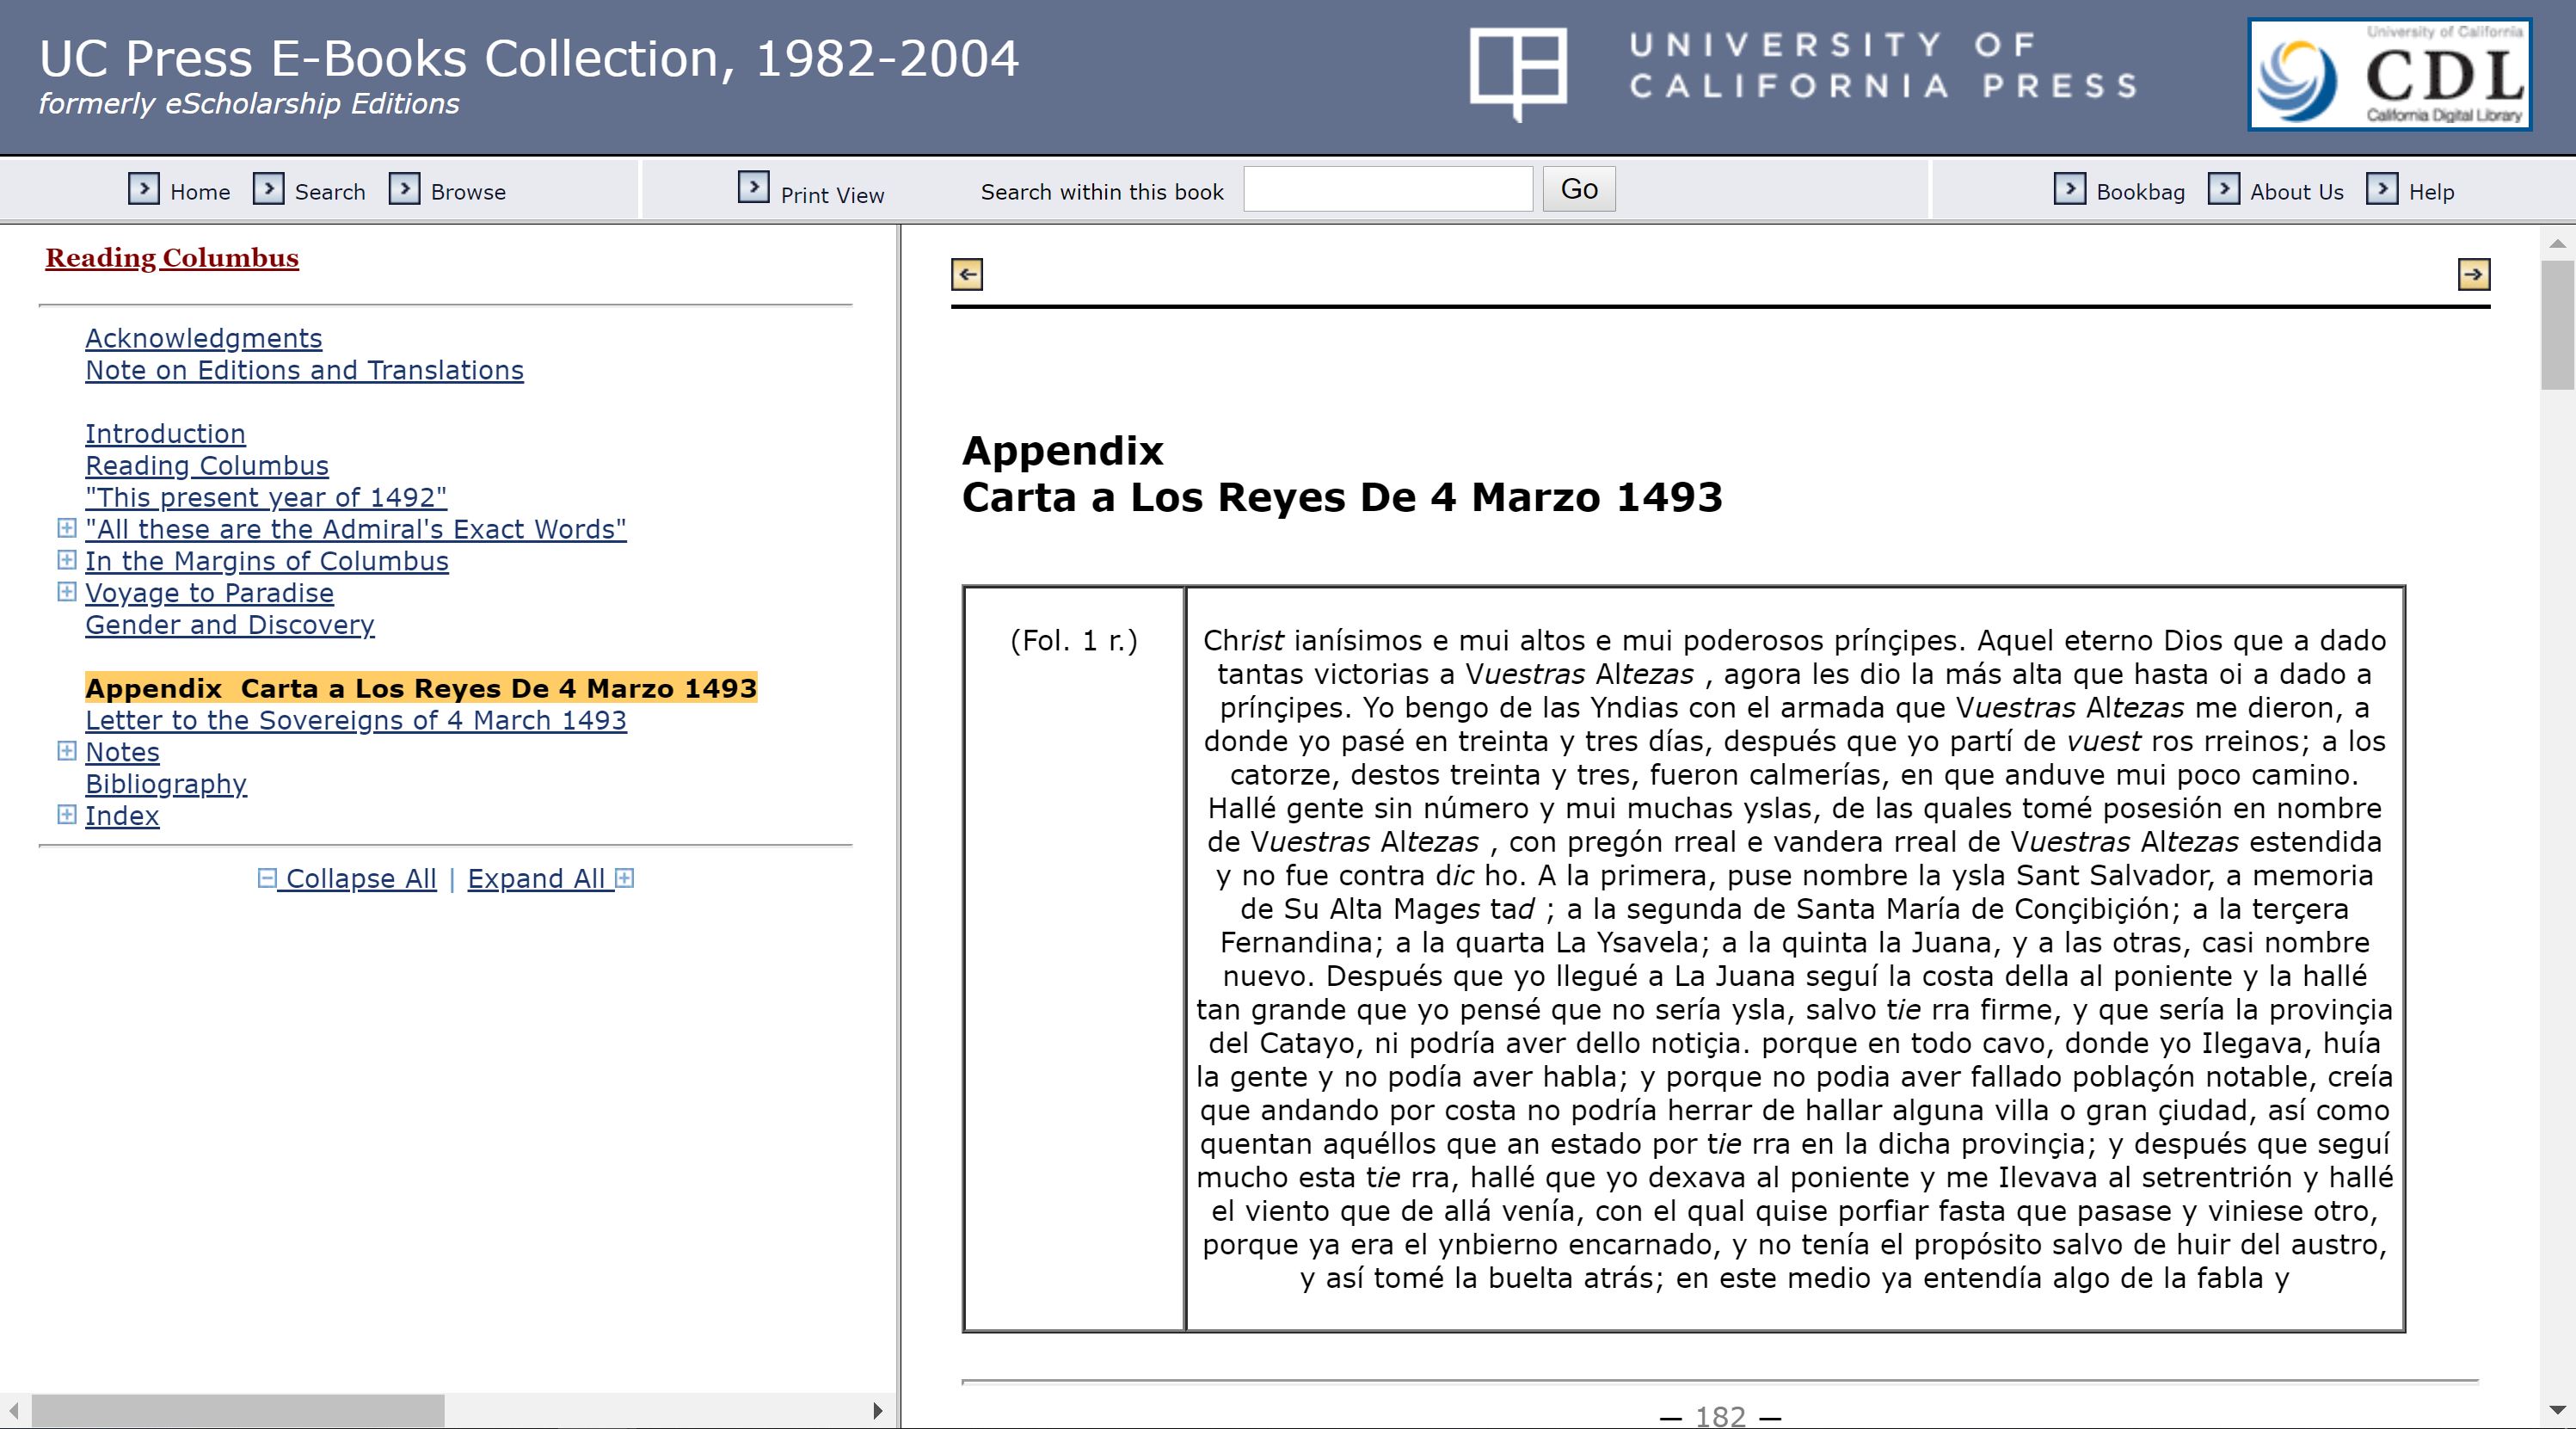 UC Press E-Books Collection, 1982-2004
formerly eScholarship Editions
UNIVERSITY OF
CALIFORNIA PRESS
University of California
CDL
California Digital Library
Home
Search
Browse
Print View
Search within this book
Go
Bookbag
About Us
Help
Reading Columbus
Acknowledgments
Note on Editions and Translations
Introduction
Reading Columbus
"This present year of 1492"
"All these are the Admiral's Exact Words"
In the Margins of Columbus
Voyage to Paradise
Gender and Discovery
Appendix Carta a Los Reyes De 4 Marzo 1493
Letter to the Sovereigns of 4 March 1493
Notes
Bibliography
Index
Collapse All | Expand All
Appendix
Carta a Los Reyes De 4 Marzo 1493
(Fol. 1 r.)
Christ ianísimos e mui altos e mui poderosos prínçipes. Aquel eterno Dios que a dado
tantas victorias a Vuestras Altezas , agora les dio la más alta que hasta oi a dado a
prínçipes. Yo bengo de las Yndias con el armada que Vuestras Altezas me dieron, a
donde yo pasé en treinta y tres días, después que yo partí de vuest ros rreinos; a los
catorze, destos treinta y tres, fueron calmerías, en que anduve mui poco camino.
Hallé gente sin número y mui muchas yslas, de las quales tomé posesión en nombre
de Vuestras Altezas , con pregón rreal e vandera rreal de Vuestras Altezas estendida
y no fue contra dic ho. A la primera, puse nombre la ysla Sant Salvador, a memoria
de Su Alta Mages tad ; a la segunda de Santa María de Conçibiçión; a la terçera
Fernandina; a la quarta La Ysavela; a la quinta la Juana, y a las otras, casi nombre
nuevo. Después que yo llegué a La Juana seguí la costa della al poniente y la hallé
tan grande que yo pensé que no sería ysla, salvo tie rra firme, y que sería la provinçia
del Catayo, ni podría aver dello notiçia. porque en todo cavo, donde yo Ilegava, huía
la gente y no podía aver habla; y porque no podia aver fallado poblaçón notable, creía
que andando por costa no podría herrar de hallar alguna villa o gran çiudad, así como
quentan aquéllos que an estado por tie rra en la dicha provinçia; y después que seguí
mucho esta tie rra, hallé que yo dexava al poniente y me Ilevava al setrentrión y hallé
el viento que de allá venía, con el qual quise porfiar fasta que pasase y viniese otro,
porque ya era el ynbierno encarnado, y no tenía el propósito salvo de huir del austro,
y así tomé la buelta atrás; en este medio ya entendía algo de la fabla y
— 182 —